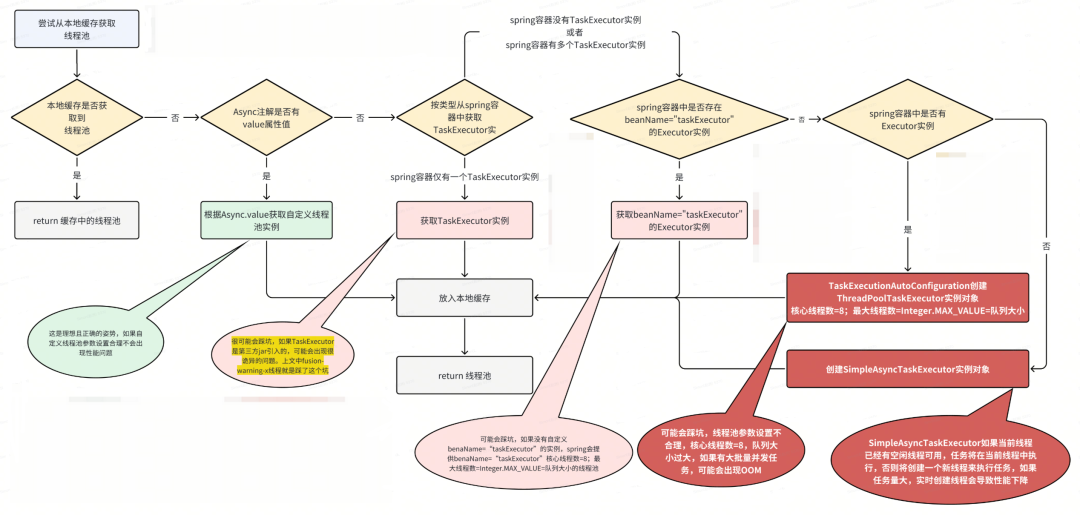 尝试从本地缓存获取
线程池
spring容器没有TaskExecutor实例
或者
spring容器有多个TaskExecutor实例
本地缓存是否获
取到
线程池
否
Async注解是否有
value属性值
否
按类型从spring容
器中获取
TaskExecutor实
spring容器中是否存在
beanName="taskExecutor"
的Executor实例
否
spring容器中是否有
Executor实例
是
是
spring容器仅有一个TaskExecutor实例
是
是
否
return 缓存中的线程池
根据Async.value获取自定义线程
池实例
获取TaskExecutor实例
获取beanName="taskExecutor"
的Executor实例
放入本地缓存
TaskExecutionAutoConfiguration创建
ThreadPoolTaskExecutor实例对象
核心线程数=8；最大线程数=Integer.MAX_VALUE=队列大小
return 线程池
创建SimpleAsyncTaskExecutor实例对象
这是理想且正确的姿势，如果自
定义线程池参数设置合理不会出
现性能问题
很可能会踩坑，如果TaskExecutor
是第三方jar引入的，可能会出现很
诡异的问题。上文中fusion-
warning-x线程就是踩了这个坑
可能会踩坑，如果没有自定义
benaName="taskExecutor"的实例，spring会提
供benaName="taskExecutor"核心线程数=8；最
大线程数=Integer.MAX_VALUE=队列大小的线程池
可能会踩坑，线程池参数设置不
合理，核心线程数=8，队列大
小过大，如果有大批量并发任
务，可能会出现OOM
SimpleAsyncTaskExecutor如果当前线程
已经有空闲线程可用，任务将在当前线程中执
行，否则将创建一个新线程来执行任务，如果
任务量大，实时创建线程会导致性能下降